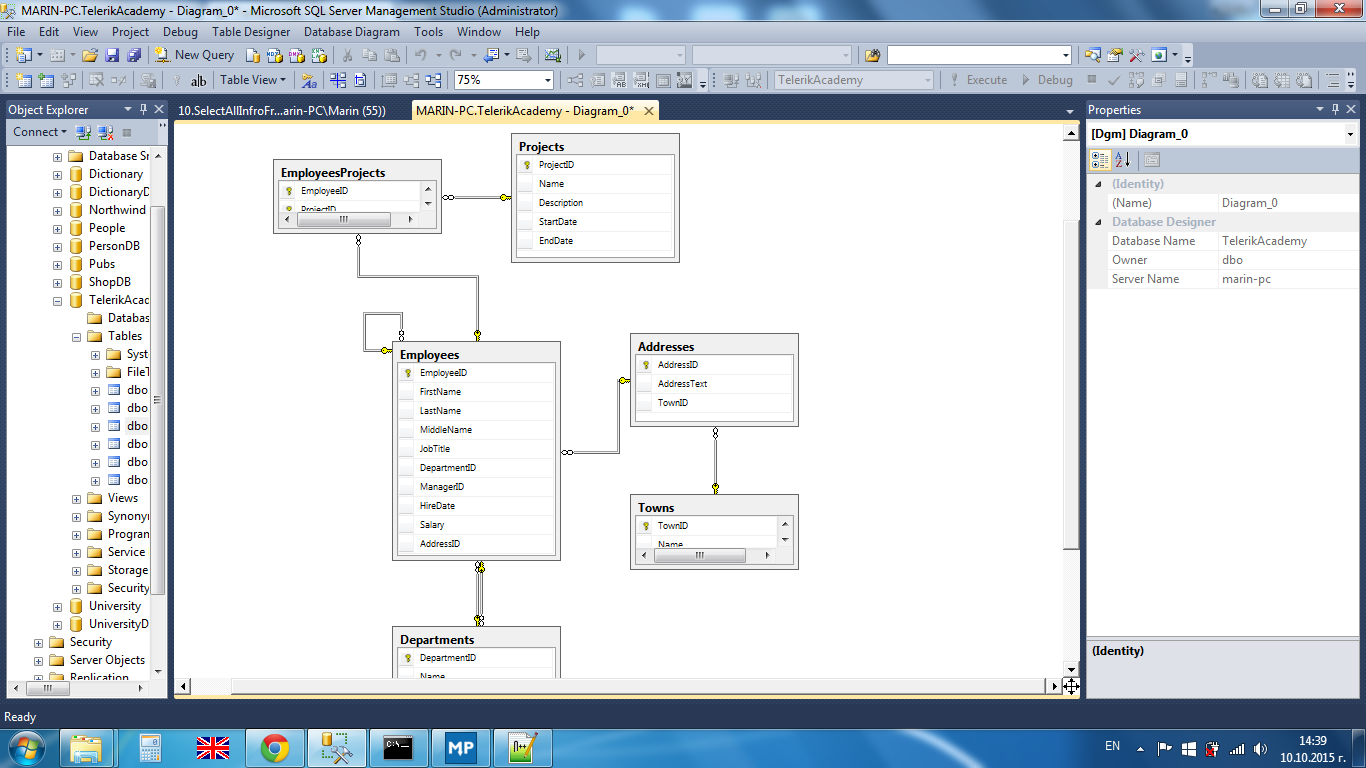 MARIN-PC.TelerikAcademy - Diagram_0* - Microsoft SQL Server Management Studio (Administrator)
File Edit View Project Debug Table Designer Database Diagram Tools Window Help
New Query
ab Table View 75% TelerikAcademy Execute Debug
Object Explorer
Connect
Database Sn
Dictionary
DictionaryD
Northwind
People
PersonDB
Pubs
ShopDB
TelerikAcad
Databas
Tables
Syst
FileT
dbo
dbo
dbo
dbo
dbo
dbo
Views
Synonyn
Program
Service
Storage
Security
University
UniversityD
Security
Server Objects
Replication
10.SelectAllInfroFr...arin-PC\Marin (55))
MARIN-PC.TelerikAcademy - Diagram_0*
EmployeesProjects
EmployeeID
ProjectID
Projects
ProjectID
Name
Description
StartDate
EndDate
Employees
EmployeeID
FirstName
LastName
MiddleName
JobTitle
DepartmentID
ManagerID
HireDate
Salary
AddressID
Addresses
AddressID
AddressText
TownID
Towns
TownID
Name
Departments
DepartmentID
Name
Properties
[Dgm] Diagram_0
(Identity)
(Name) Diagram_0
Database Designer
Database Name TelerikAcademy
Owner dbo
Server Name marin-pc
(Identity)
Ready
C:\
MP
EN
14:39
10.10.2015 г.